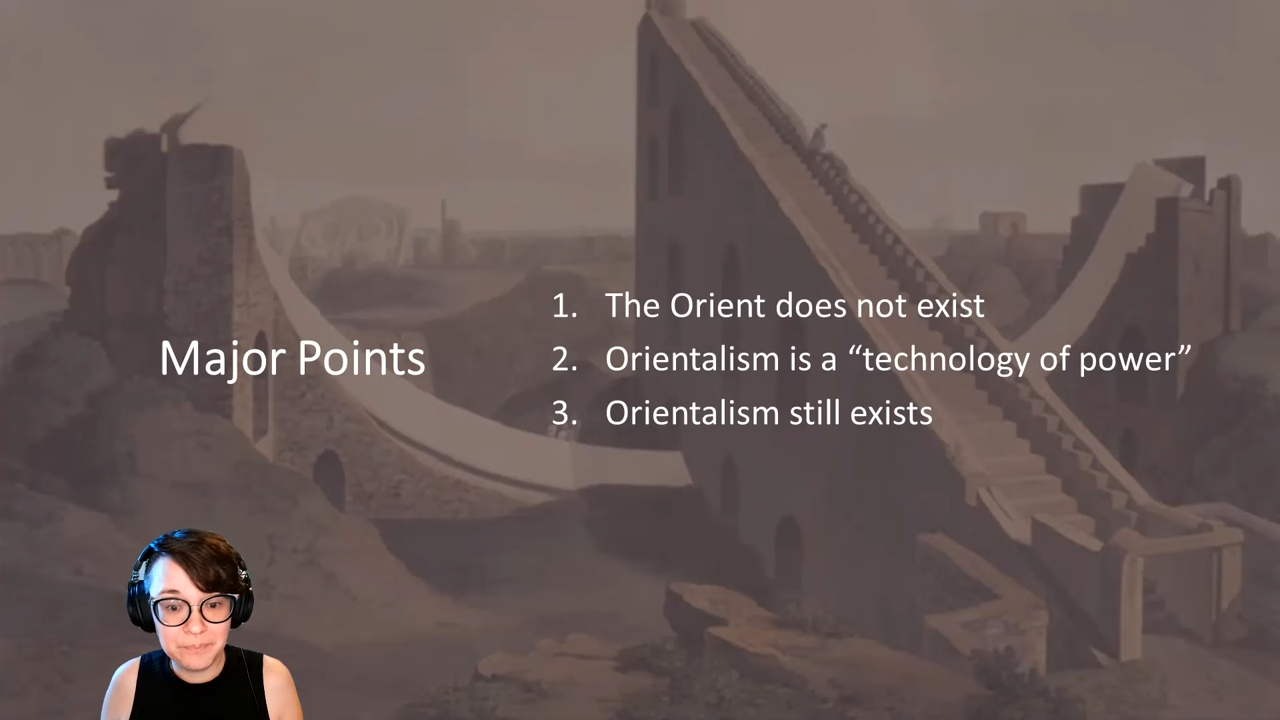 Major Points
1. The Orient does not exist
2. Orientalism is a “technology of power”
3. Orientalism still exists